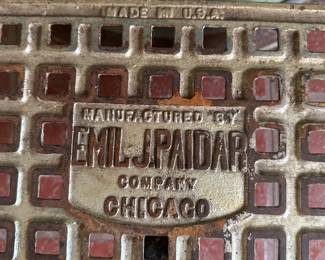 MADE IN U.S.A.
MANUFACTURED BY
EMIL J. PAIDAR
COMPANY
CHICAGO